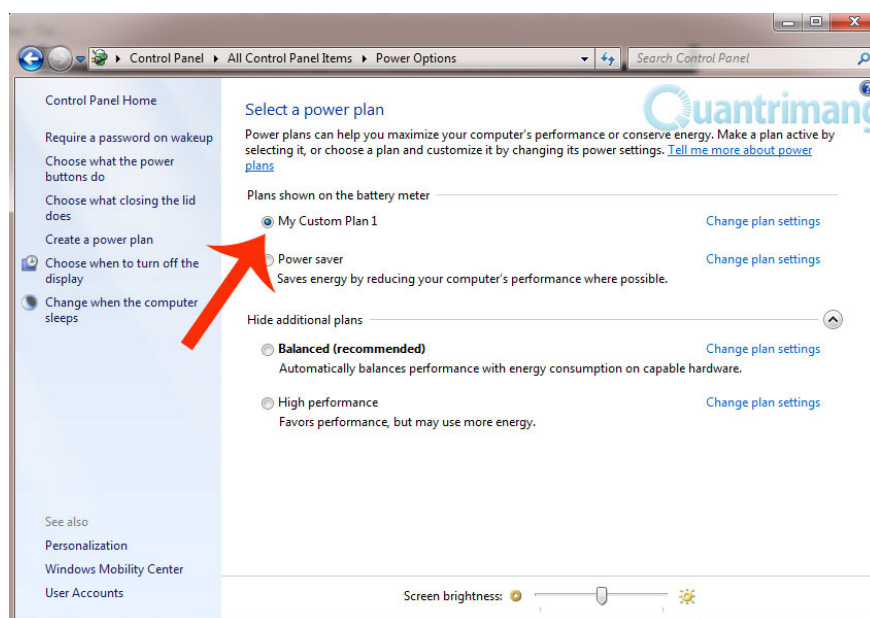 Control Panel ▸ All Control Panel Items ▸ Power Options
Search Control Panel
Control Panel Home
Require a password on wakeup
Choose what the power
buttons do
Choose what closing the lid
does
Create a power plan
Choose when to turn off the
display
Change when the computer
sleeps
See also
Personalization
Windows Mobility Center
User Accounts
Quantrimang
Select a power plan
Power plans can help you maximize your computer's performance or conserve energy. Make a plan active by
selecting it, or choose a plan and customize it by changing its power settings. Tell me more about power
plans
Plans shown on the battery meter
My Custom Plan 1 Change plan settings
Power saver Change plan settings
Saves energy by reducing your computer's performance where possible.
Hide additional plans
Balanced (recommended) Change plan settings
Automatically balances performance with energy consumption on capable hardware.
High performance Change plan settings
Favors performance, but may use more energy.
Screen brightness: